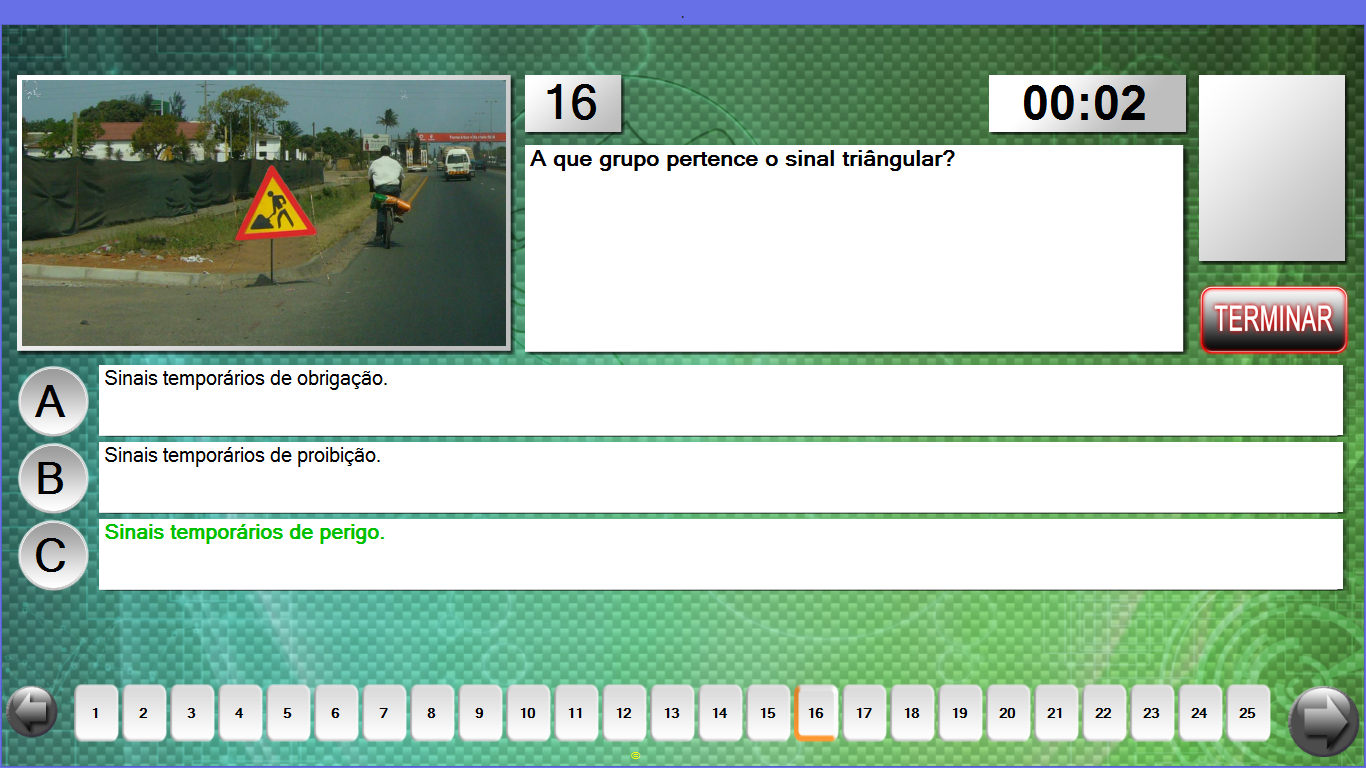 16
00:02
A que grupo pertence o sinal triângular?
TERMINAR
A
Sinais temporários de obrigação.
B
Sinais temporários de proibição.
C
Sinais temporários de perigo.
1 2 3 4 5 6 7 8 9 10 11 12 13 14 15 16 17 18 19 20 21 22 23 24 25